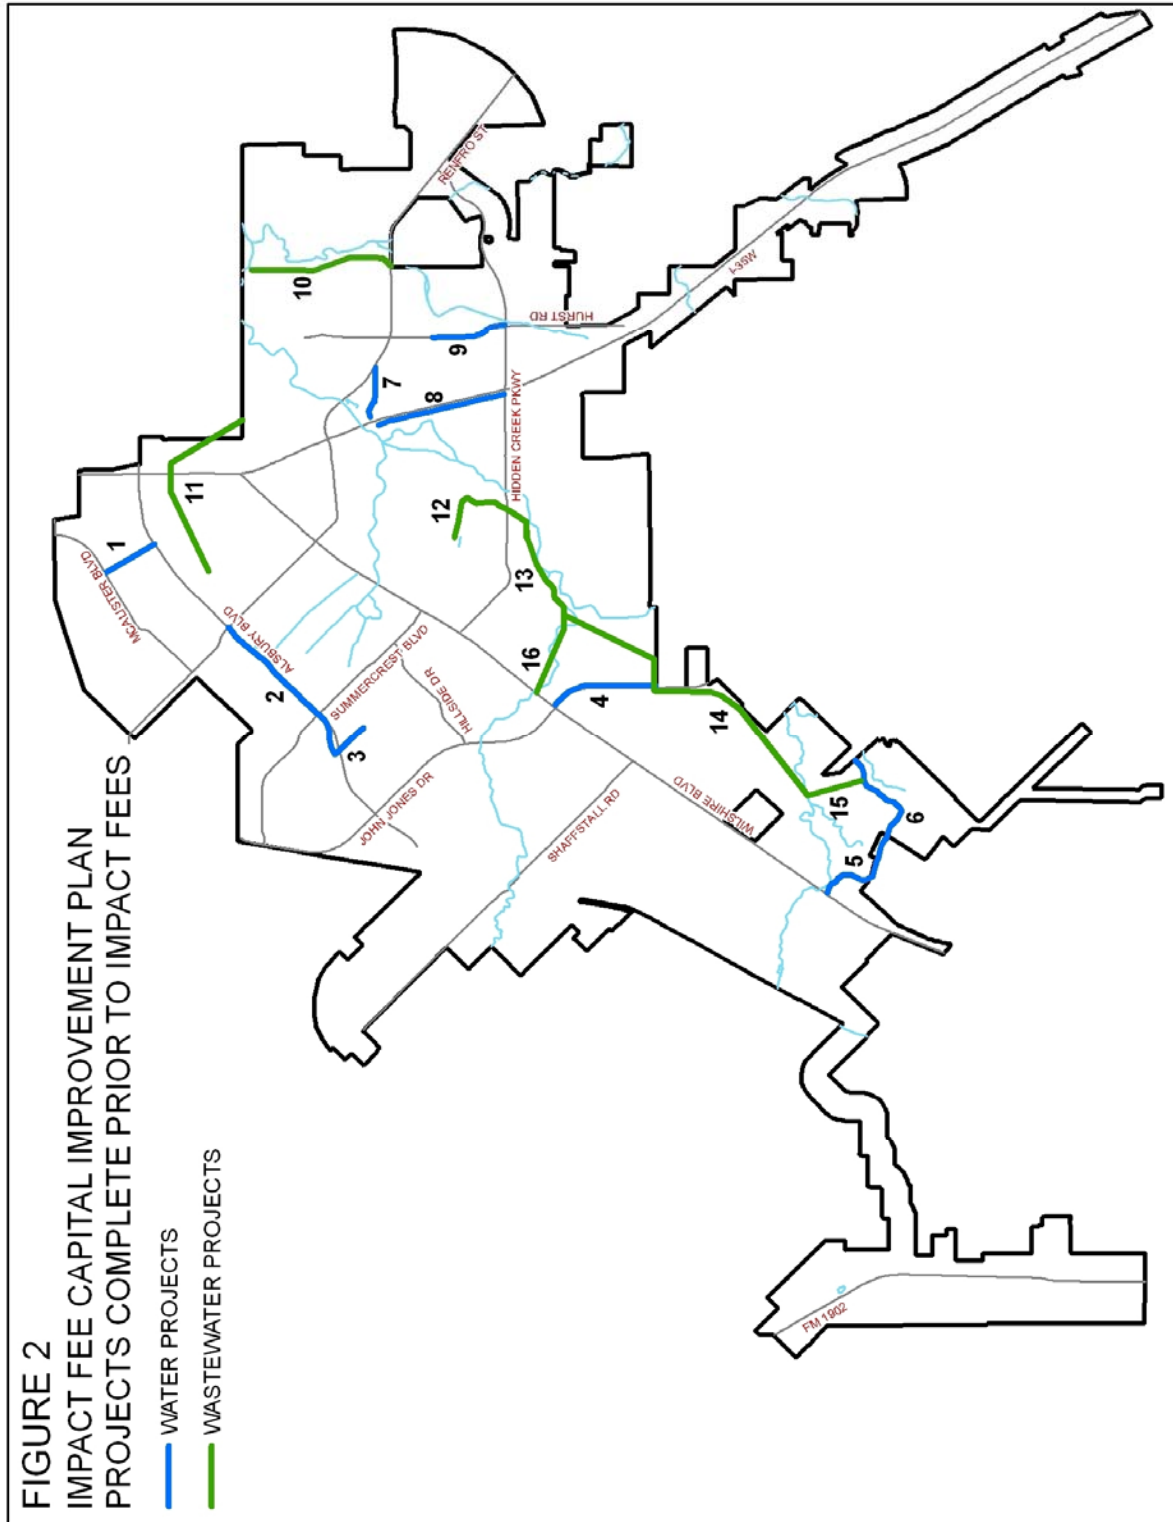 FIGURE 2
IMPACT FEE CAPITAL IMPROVEMENT PLAN
PROJECTS COMPLETE PRIOR TO IMPACT FEES
WATER PROJECTS
WASTEWATER PROJECTS
MCALISTER BLVD
1
11
10
ALSBURY BLVD
2
SUMMERCREST BLVD
3
HILLSIDE DR
JOHN JONES DR
7
8
9
RENFRO ST
HURST RD
HIDDEN CREEK PKWY
12
13
16
4
14
SHAFFSTALL RD
WILSHIRE BLVD
I-35W
15
5
6
FM 1902